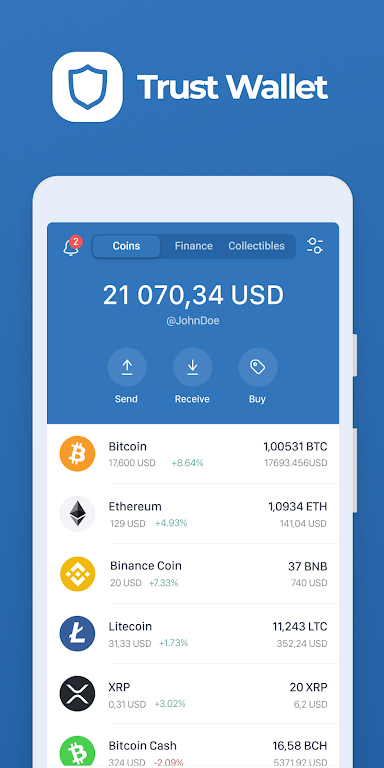 Trust Wallet
2
Coins Finance Collectibles
21 070,34 USD
@JohnDoe
Send Receive Buy
Bitcoin 1,00531 BTC
17,600 USD +8.64% 17693.456USD
Ethereum 1,0934 ETH
129 USD +4,93% 141,04 USD
Binance Coin 37 BNB
20 USD +7.33% 740 USD
Litecoin 11,243 LTC
31,33 USD +1.73% 352,24 USD
XRP 20 XRP
0,31 USD +3.02% 6,2 USD
Bitcoin Cash 16,58 BCH
324 USD -2.09% 5371,92 USD